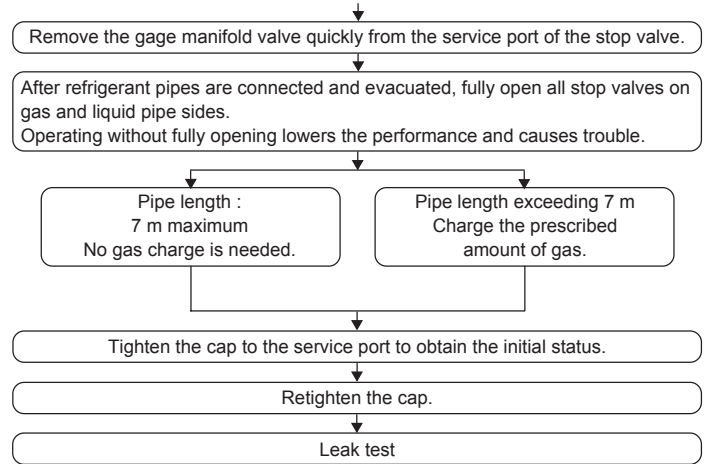 Remove the gage manifold valve quickly from the service port of the stop valve.
After refrigerant pipes are connected and evacuated, fully open all stop valves on
gas and liquid pipe sides.
Operating without fully opening lowers the performance and causes trouble.
Pipe length :
7 m maximum
No gas charge is needed.
Pipe length exceeding 7 m
Charge the prescribed
amount of gas.
Tighten the cap to the service port to obtain the initial status.
Retighten the cap.
Leak test